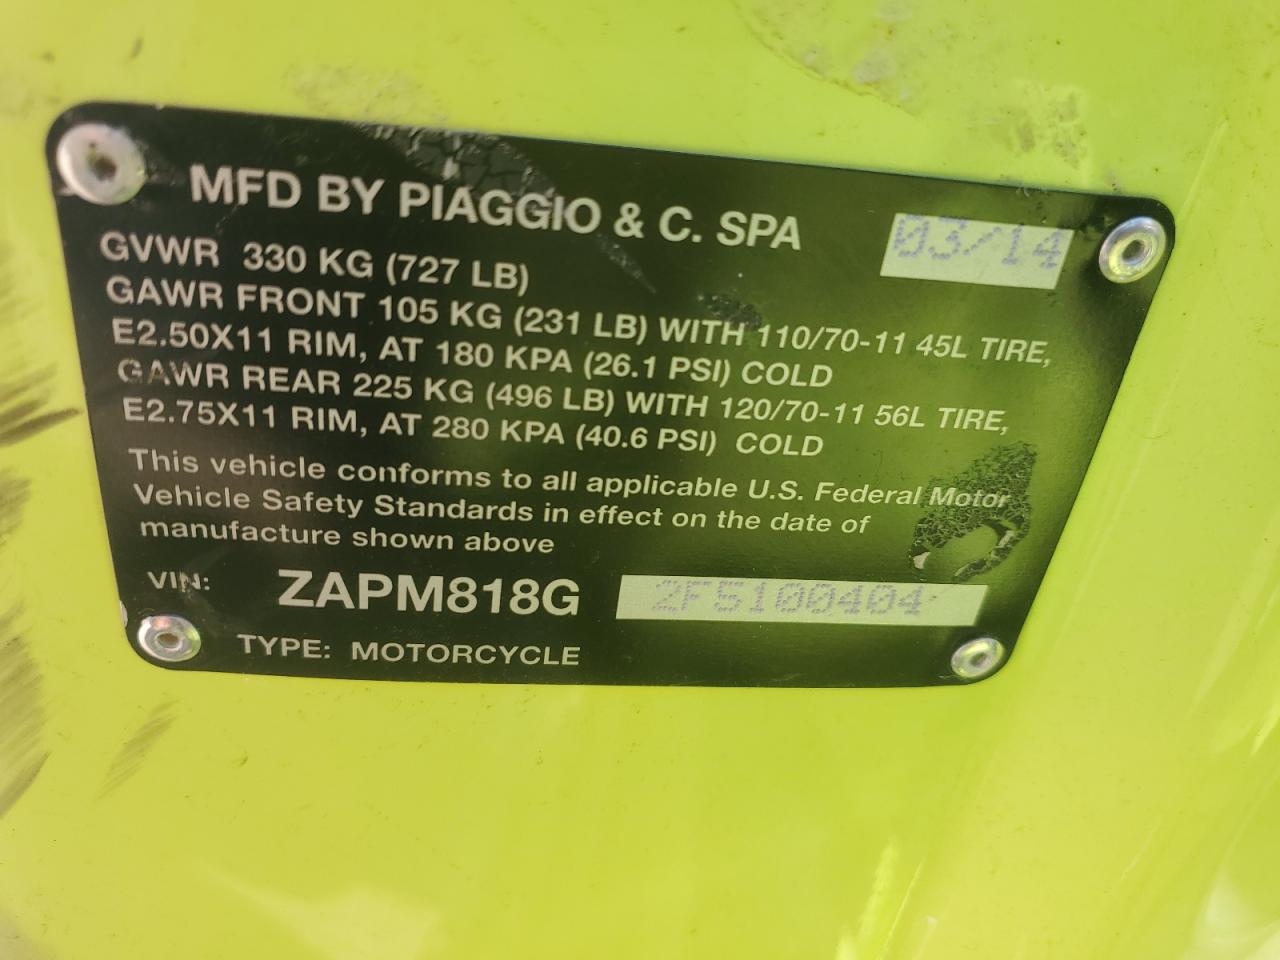 MFD BY PIAGGIO & C. SPA 03/14
GVWR 330 KG (727 LB)
GAWR FRONT 105 KG (231 LB) WITH 110/70-11 45L TIRE,
E2.50X11 RIM, AT 180 KPA (26.1 PSI) COLD
GAWR REAR 225 KG (496 LB) WITH 120/70-11 56L TIRE,
E2.75X11 RIM, AT 280 KPA (40.6 PSI) COLD
This vehicle conforms to all applicable U.S. Federal Motor
Vehicle Safety Standards in effect on the date of
manufacture shown above
VIN: ZAPM818G 2F5100404
TYPE: MOTORCYCLE